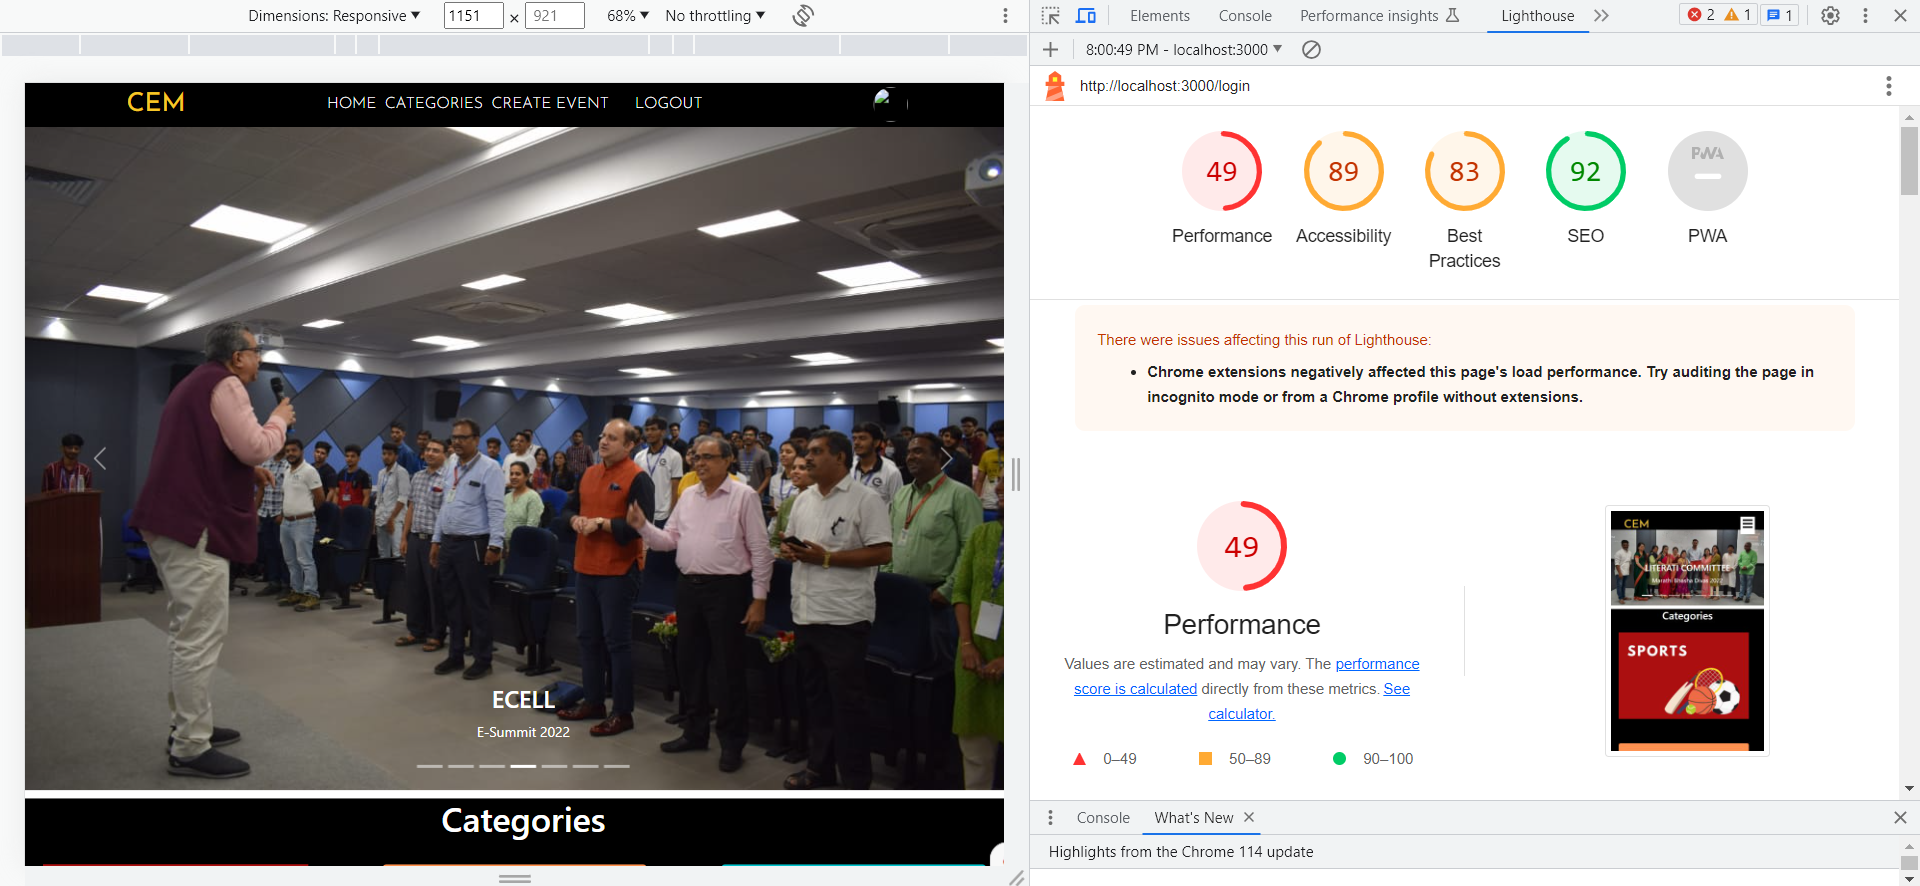 Dimensions: Responsive 1151 × 921 68% No throttling
Elements Console Performance insights Lighthouse 2 1 1
8:00:49 PM - localhost:3000
http://localhost:3000/login
CEM HOME CATEGORIES CREATE EVENT LOGOUT
ECELL
E-Summit 2022
Categories
49 89 83 92 PWA
Performance Accessibility Best Practices SEO PWA
There were issues affecting this run of Lighthouse:
• Chrome extensions negatively affected this page's load performance. Try auditing the page in
incognito mode or from a Chrome profile without extensions.
49
Performance
Values are estimated and may vary. The performance
score is calculated directly from these metrics. See
calculator.
0–49 50–89 90–100
CEM
LITERATI COMMITTEE
Marathi Bhasha Divas 2022
Categories
SPORTS
Console What's New
Highlights from the Chrome 114 update